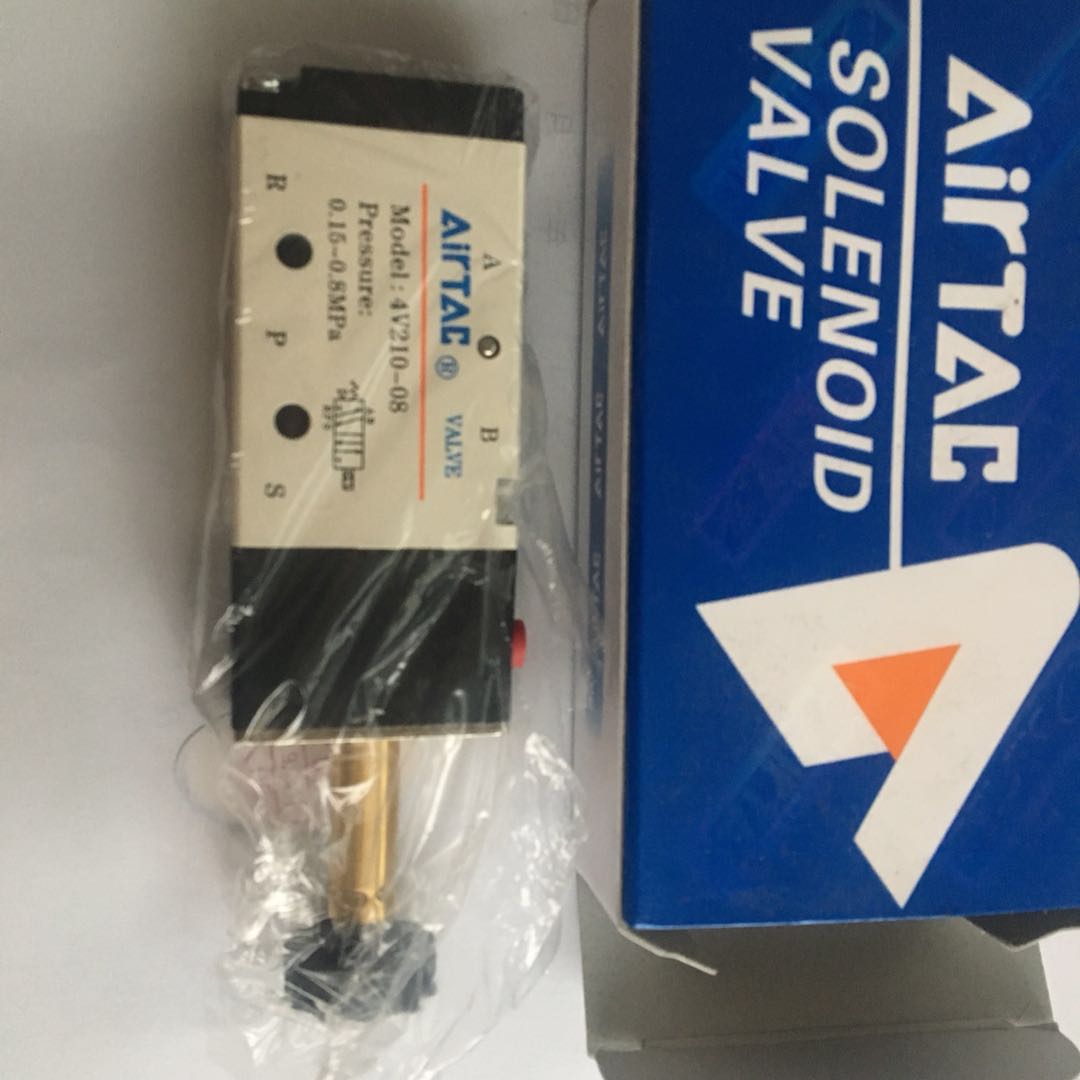 AirTAC
SOLENOID
VALVE
A
B
AirTAC ® VALVE
Model: 4V210-08
Pressure:
0.15-0.8MPa
R
P
S